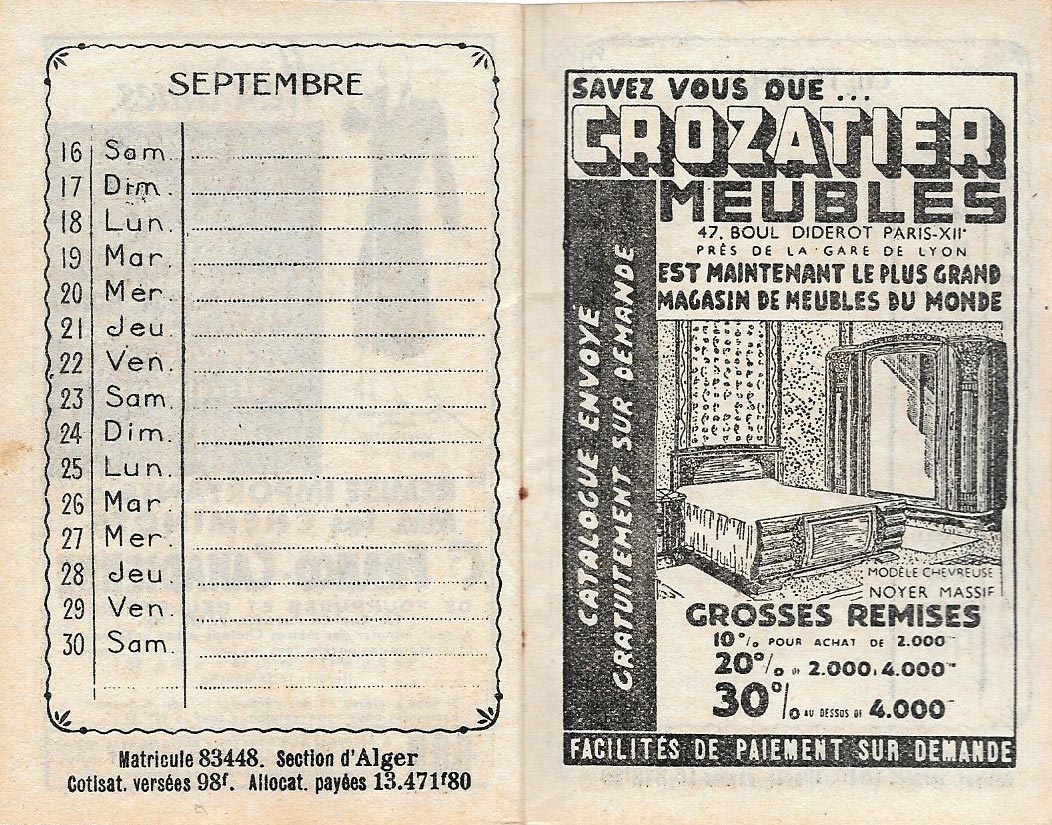 SEPTEMBRE
16 Sam.
17 Dim.
18 Lun.
19 Mar.
20 Mer.
21 Jeu.
22 Ven.
23 Sam.
24 Dim.
25 Lun.
26 Mar.
27 Mer.
28 Jeu.
29 Ven.
30 Sam.
Matricule 83448. Section d'Alger
Cotisat. versées 98f. Allocat. payées 13.471f80
SAVEZ VOUS QUE ...
CROZATIER
MEUBLES
47, BOUL DIDEROT PARIS-XIIe
PRÈS DE LA GARE DE LYON
EST MAINTENANT LE PLUS GRAND
MAGASIN DE MEUBLES DU MONDE
CATALOGUE ENVOYÉ
GRATUITEMENT SUR DEMANDE
MODÈLE CHEVREUSE
NOYER MASSIF
GROSSES REMISES
10% POUR ACHAT DE 2.000
20% DE 2.000 à 4.000
30% AU DESSUS DE 4.000
FACILITÉS DE PAIEMENT SUR DEMANDE